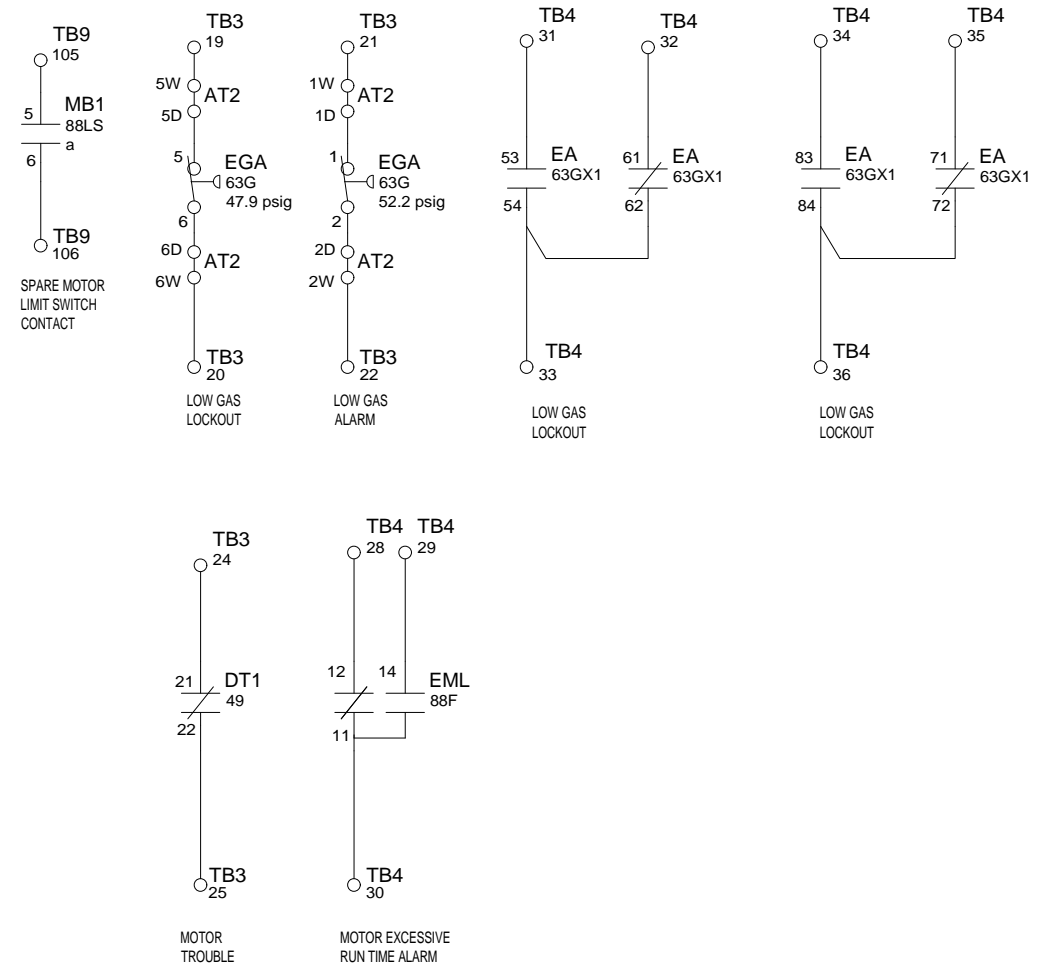 TB9
105
5
MB1
88LS
a
6
TB9
106
SPARE MOTOR
LIMIT SWITCH
CONTACT
TB3
19
5W
AT2
5D
5
EGA
63G
47.9 psig
6
6D
AT2
6W
TB3
20
LOW GAS
LOCKOUT
TB3
21
1W
AT2
1D
1
EGA
63G
52.2 psig
2
2D
AT2
2W
TB3
22
LOW GAS
ALARM
TB4
31
TB4
32
53
EA
63GX1
54
61
EA
63GX1
62
TB4
33
LOW GAS
LOCKOUT
TB4
34
TB4
35
83
EA
63GX1
84
71
EA
63GX1
72
TB4
36
LOW GAS
LOCKOUT
TB3
24
21
DT1
49
22
TB3
25
MOTOR
TROUBLE
TB4
28
TB4
29
12
14
EML
88F
11
TB4
30
MOTOR EXCESSIVE
RUN TIME ALARM